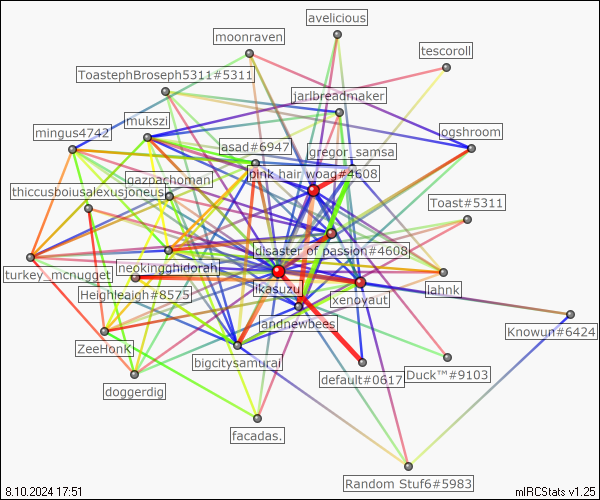 avelicious
moonraven
tescoroll
ToastephBroseph5311#5311
jarlbreadmaker
mukszi
mingus4742
ogshroom
asad#6947
gregor_samsa
pink hair woag#4608
gazpachoman
thiccusboiusalexusjoneus
Toast#5311
disaster of passion#4608
neokingghidorah
turkey_mcnugget
lahnk
Heighleaigh#8575
ikasuzu
xenovaut
andnewbees
Knowun#6424
ZeeHonK
bigcitysamurai
default#0617
Duck™#9103
doggerdig
facadas.
Random Stuf6#5983
8.10.2024 17:51
mIRCStats v1.25